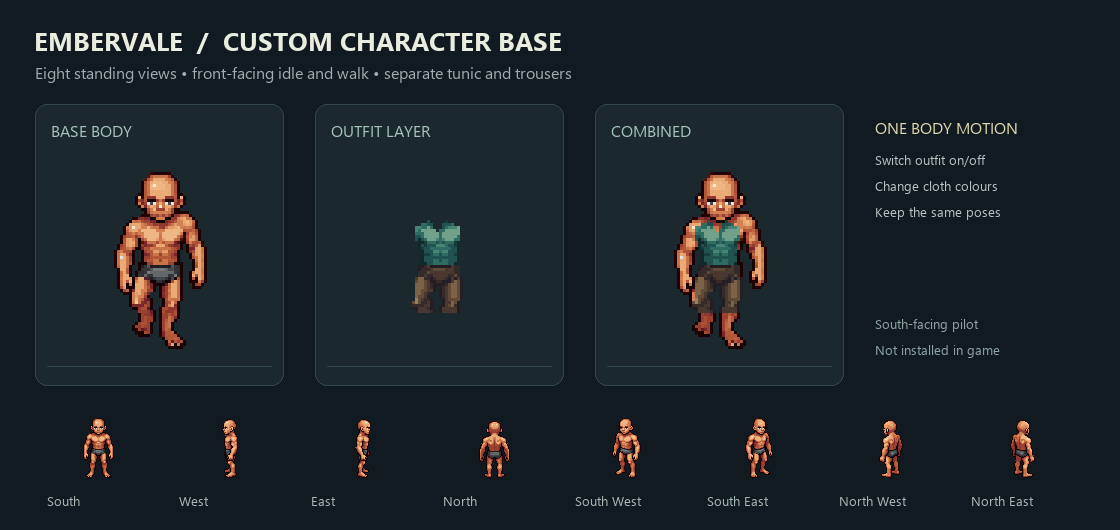 EMBERVALE / CUSTOM CHARACTER BASE
Eight standing views • front-facing idle and walk • separate tunic and trousers
BASE BODY
OUTFIT LAYER
COMBINED
ONE BODY MOTION
Switch outfit on/off
Change cloth colours
Keep the same poses
South-facing pilot
Not installed in game
South
West
East
North
South West
South East
North West
North East